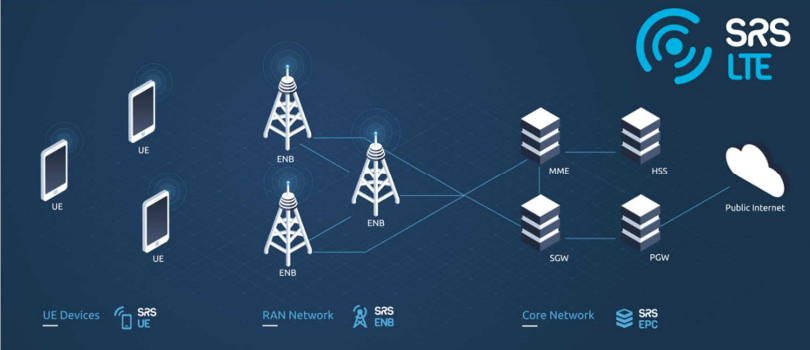 SRS
LTE
UE
UE
UE
ENB
ENB
ENB
MME
HSS
SGW
PGW
Public Internet
UE Devices
SRS
UE
RAN Network
SRS
ENB
Core Network
SRS
EPC